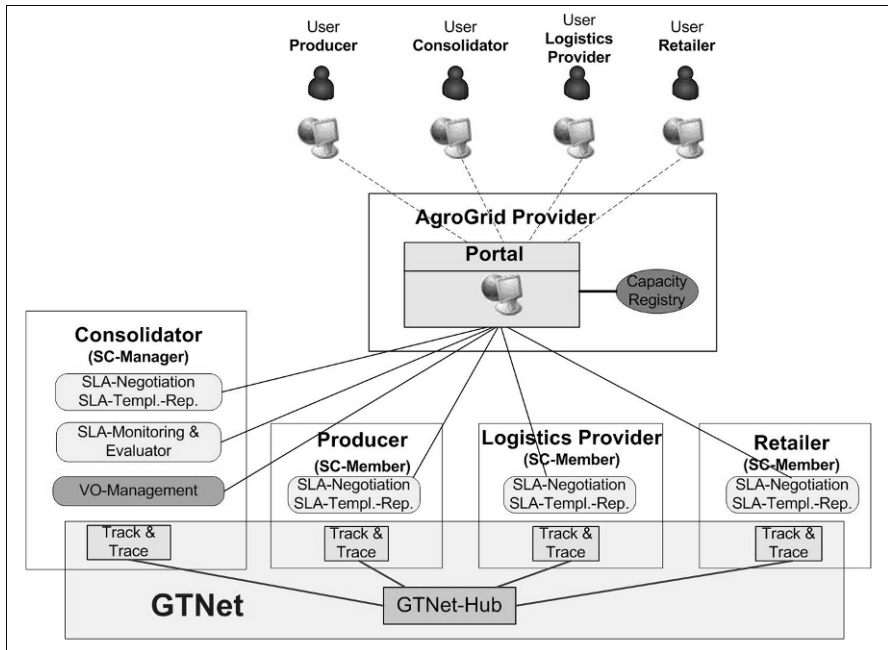 User
Producer
User
Consolidator
User
Logistics
Provider
User
Retailer
AgroGrid Provider
Portal
Capacity
Registry
Consolidator
(SC-Manager)
SLA-Negotiation
SLA-Templ.-Rep.
SLA-Monitoring &
Evaluator
VO-Management
Track &
Trace
Producer
(SC-Member)
SLA-Negotiation
SLA-Templ.-Rep.
Track &
Trace
Logistics Provider
(SC-Member)
SLA-Negotiation
SLA-Templ.-Rep.
Track &
Trace
Retailer
(SC-Member)
SLA-Negotiation
SLA-Templ.-Rep.
Track &
Trace
GTNet
GTNet-Hub